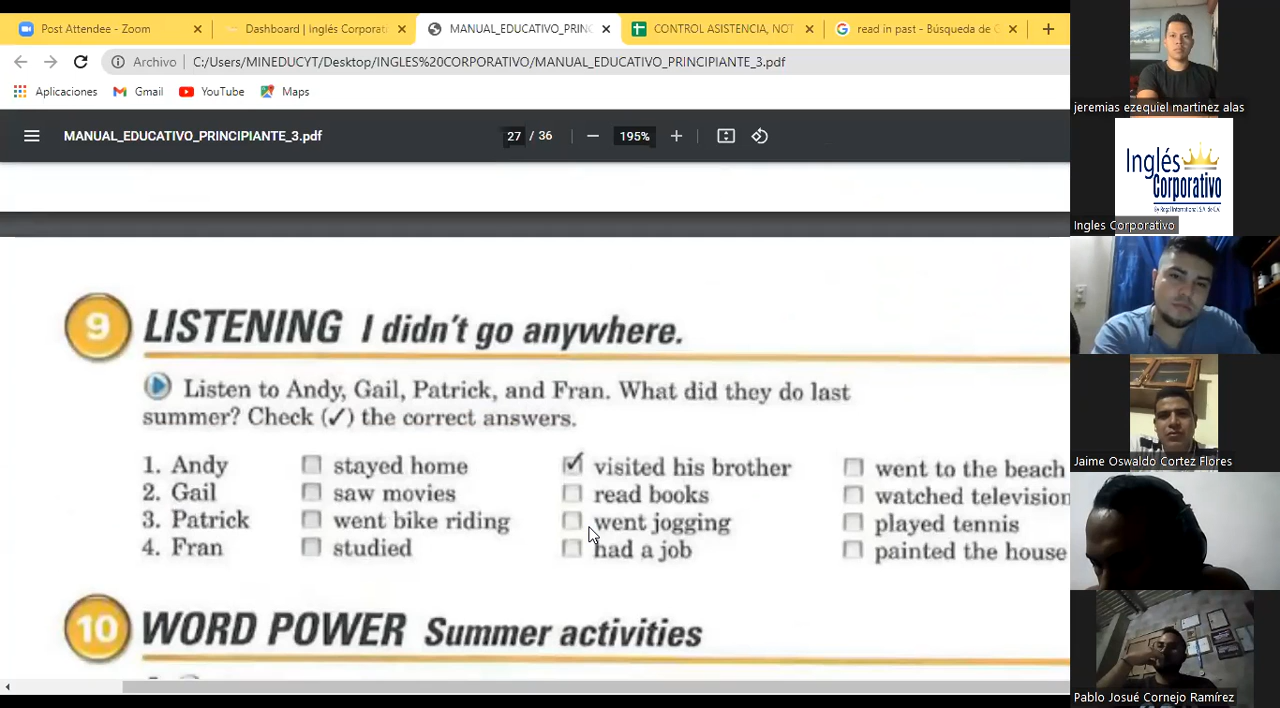 Post Attendee - Zoom
Dashboard | Inglés Corporati
MANUAL_EDUCATIVO_PRINC
CONTROL ASISTENCIA, NOT
read in past - Búsqueda de G
Archivo
C:/Users/MINEDUCYT/Desktop/INGLES%20CORPORATIVO/MANUAL_EDUCATIVO_PRINCIPIANTE_3.pdf
Aplicaciones
Gmail
YouTube
Maps
MANUAL_EDUCATIVO_PRINCIPIANTE_3.pdf
27 / 36
195%
9 LISTENING I didn't go anywhere.
Listen to Andy, Gail, Patrick, and Fran. What did they do last
summer? Check (✓) the correct answers.
1. Andy stayed home visited his brother went to the beach
2. Gail saw movies read books watched television
3. Patrick went bike riding went jogging played tennis
4. Fran studied had a job painted the house
10 WORD POWER Summer activities
jeremias ezequiel martinez alas
Inglés
Corporativo
Ingles Corporativo
Jaime Oswaldo Cortez Flores
Pablo Josué Cornejo Ramírez